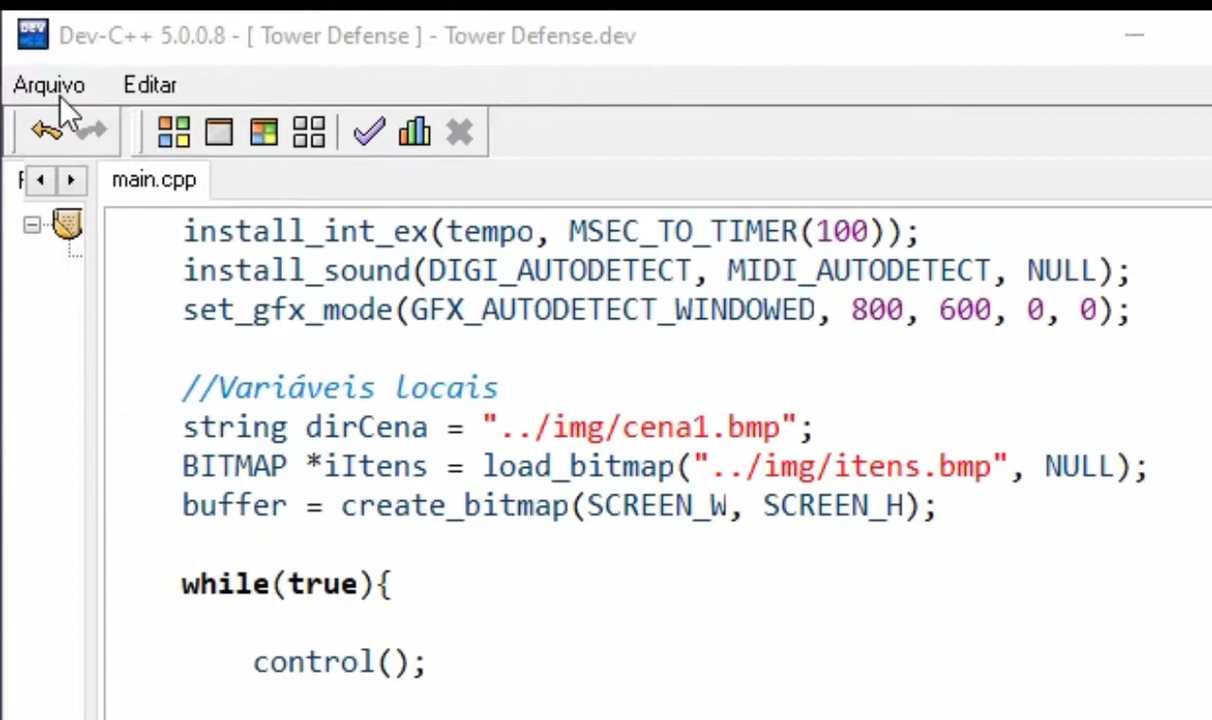 Dev-C++ 5.0.0.8 - [ Tower Defense ] - Tower Defense.dev
Arquivo Editar
main.cpp
install_int_ex(tempo, MSEC_TO_TIMER(100));
install_sound(DIGI_AUTODETECT, MIDI_AUTODETECT, NULL);
set_gfx_mode(GFX_AUTODETECT_WINDOWED, 800, 600, 0, 0);
//Variáveis locais
string dirCena = "../img/cena1.bmp";
BITMAP *iItens = load_bitmap("../img/itens.bmp", NULL);
buffer = create_bitmap(SCREEN_W, SCREEN_H);
while(true){
control();